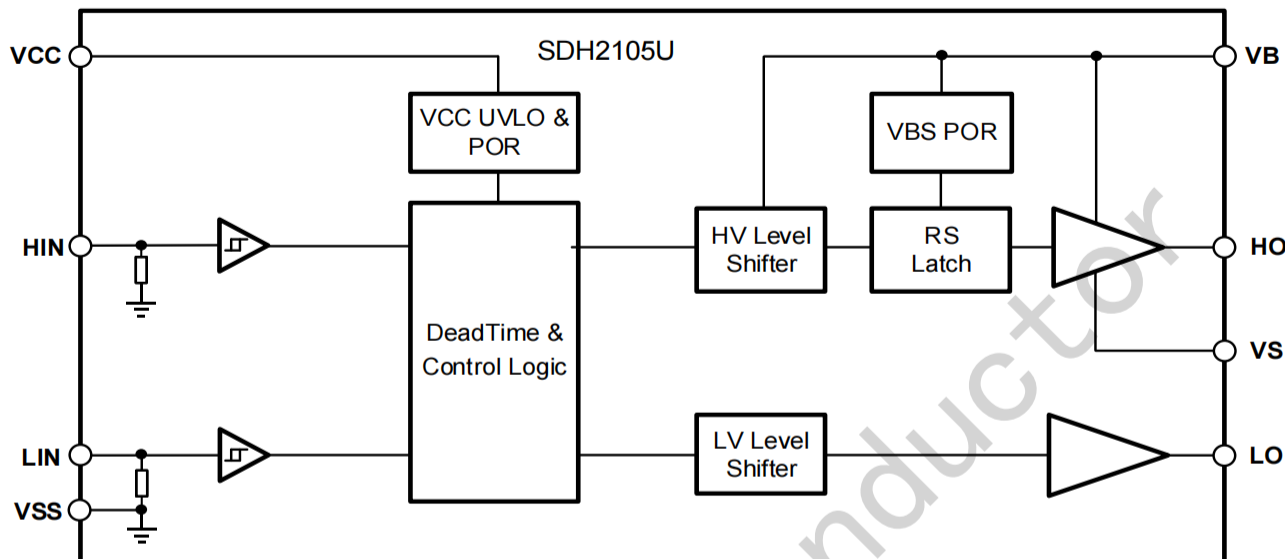 SDH2105U
VCC
VB
VCC UVLO &
POR
VBS POR
HIN
HV Level
Shifter
RS
Latch
HO
DeadTime &
Control Logic
VS
LIN
LV Level
Shifter
LO
VSS
nductor